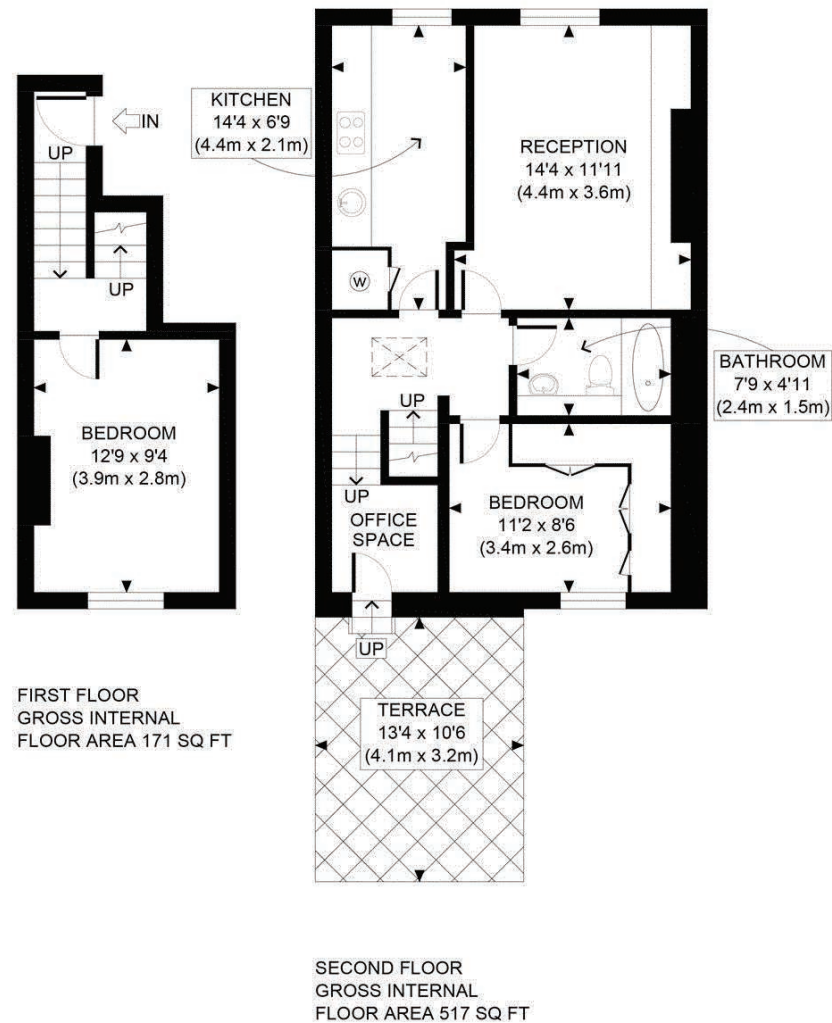 IN
UP
UP
BEDROOM
12'9 x 9'4
(3.9m x 2.8m)
FIRST FLOOR
GROSS INTERNAL
FLOOR AREA 171 SQ FT
KITCHEN
14'4 x 6'9
(4.4m x 2.1m)
RECEPTION
14'4 x 11'11
(4.4m x 3.6m)
W
BATHROOM
7'9 x 4'11
(2.4m x 1.5m)
UP
UP
OFFICE
SPACE
BEDROOM
11'2 x 8'6
(3.4m x 2.6m)
UP
TERRACE
13'4 x 10'6
(4.1m x 3.2m)
SECOND FLOOR
GROSS INTERNAL
FLOOR AREA 517 SQ FT